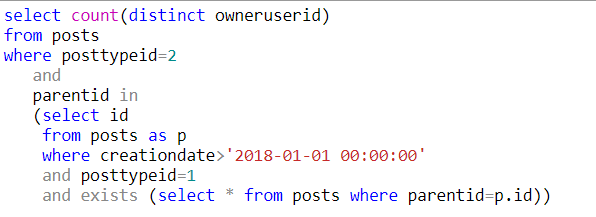 select count(distinct owneruserid)
from posts
where posttypeid=2
and
parentid in
(select id
from posts as p
where creationdate>'2018-01-01 00:00:00'
and posttypeid=1
and exists (select * from posts where parentid=p.id))